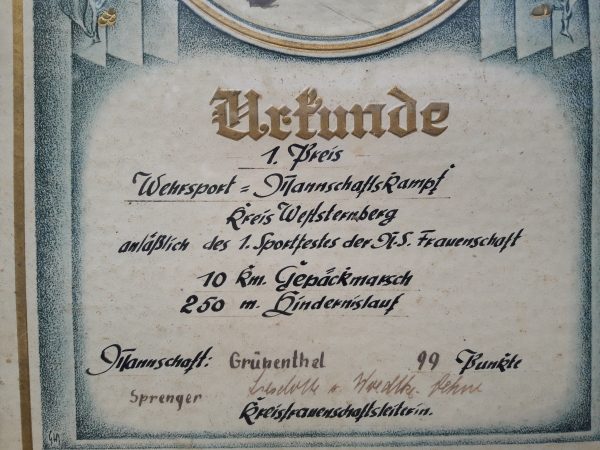 Urkunde
1. Preis
Wehrsport = Mannschaftskampf
Kreis Weststernberg
anläßlich des 1. Sportfestes der N.S. Frauenschaft
10 km. Gepäckmarsch
250 m. Hindernislauf
Mannschaft: Grüpenthal 99 Punkte
Sprenger
Kreisfrauenschaftsleiterin.